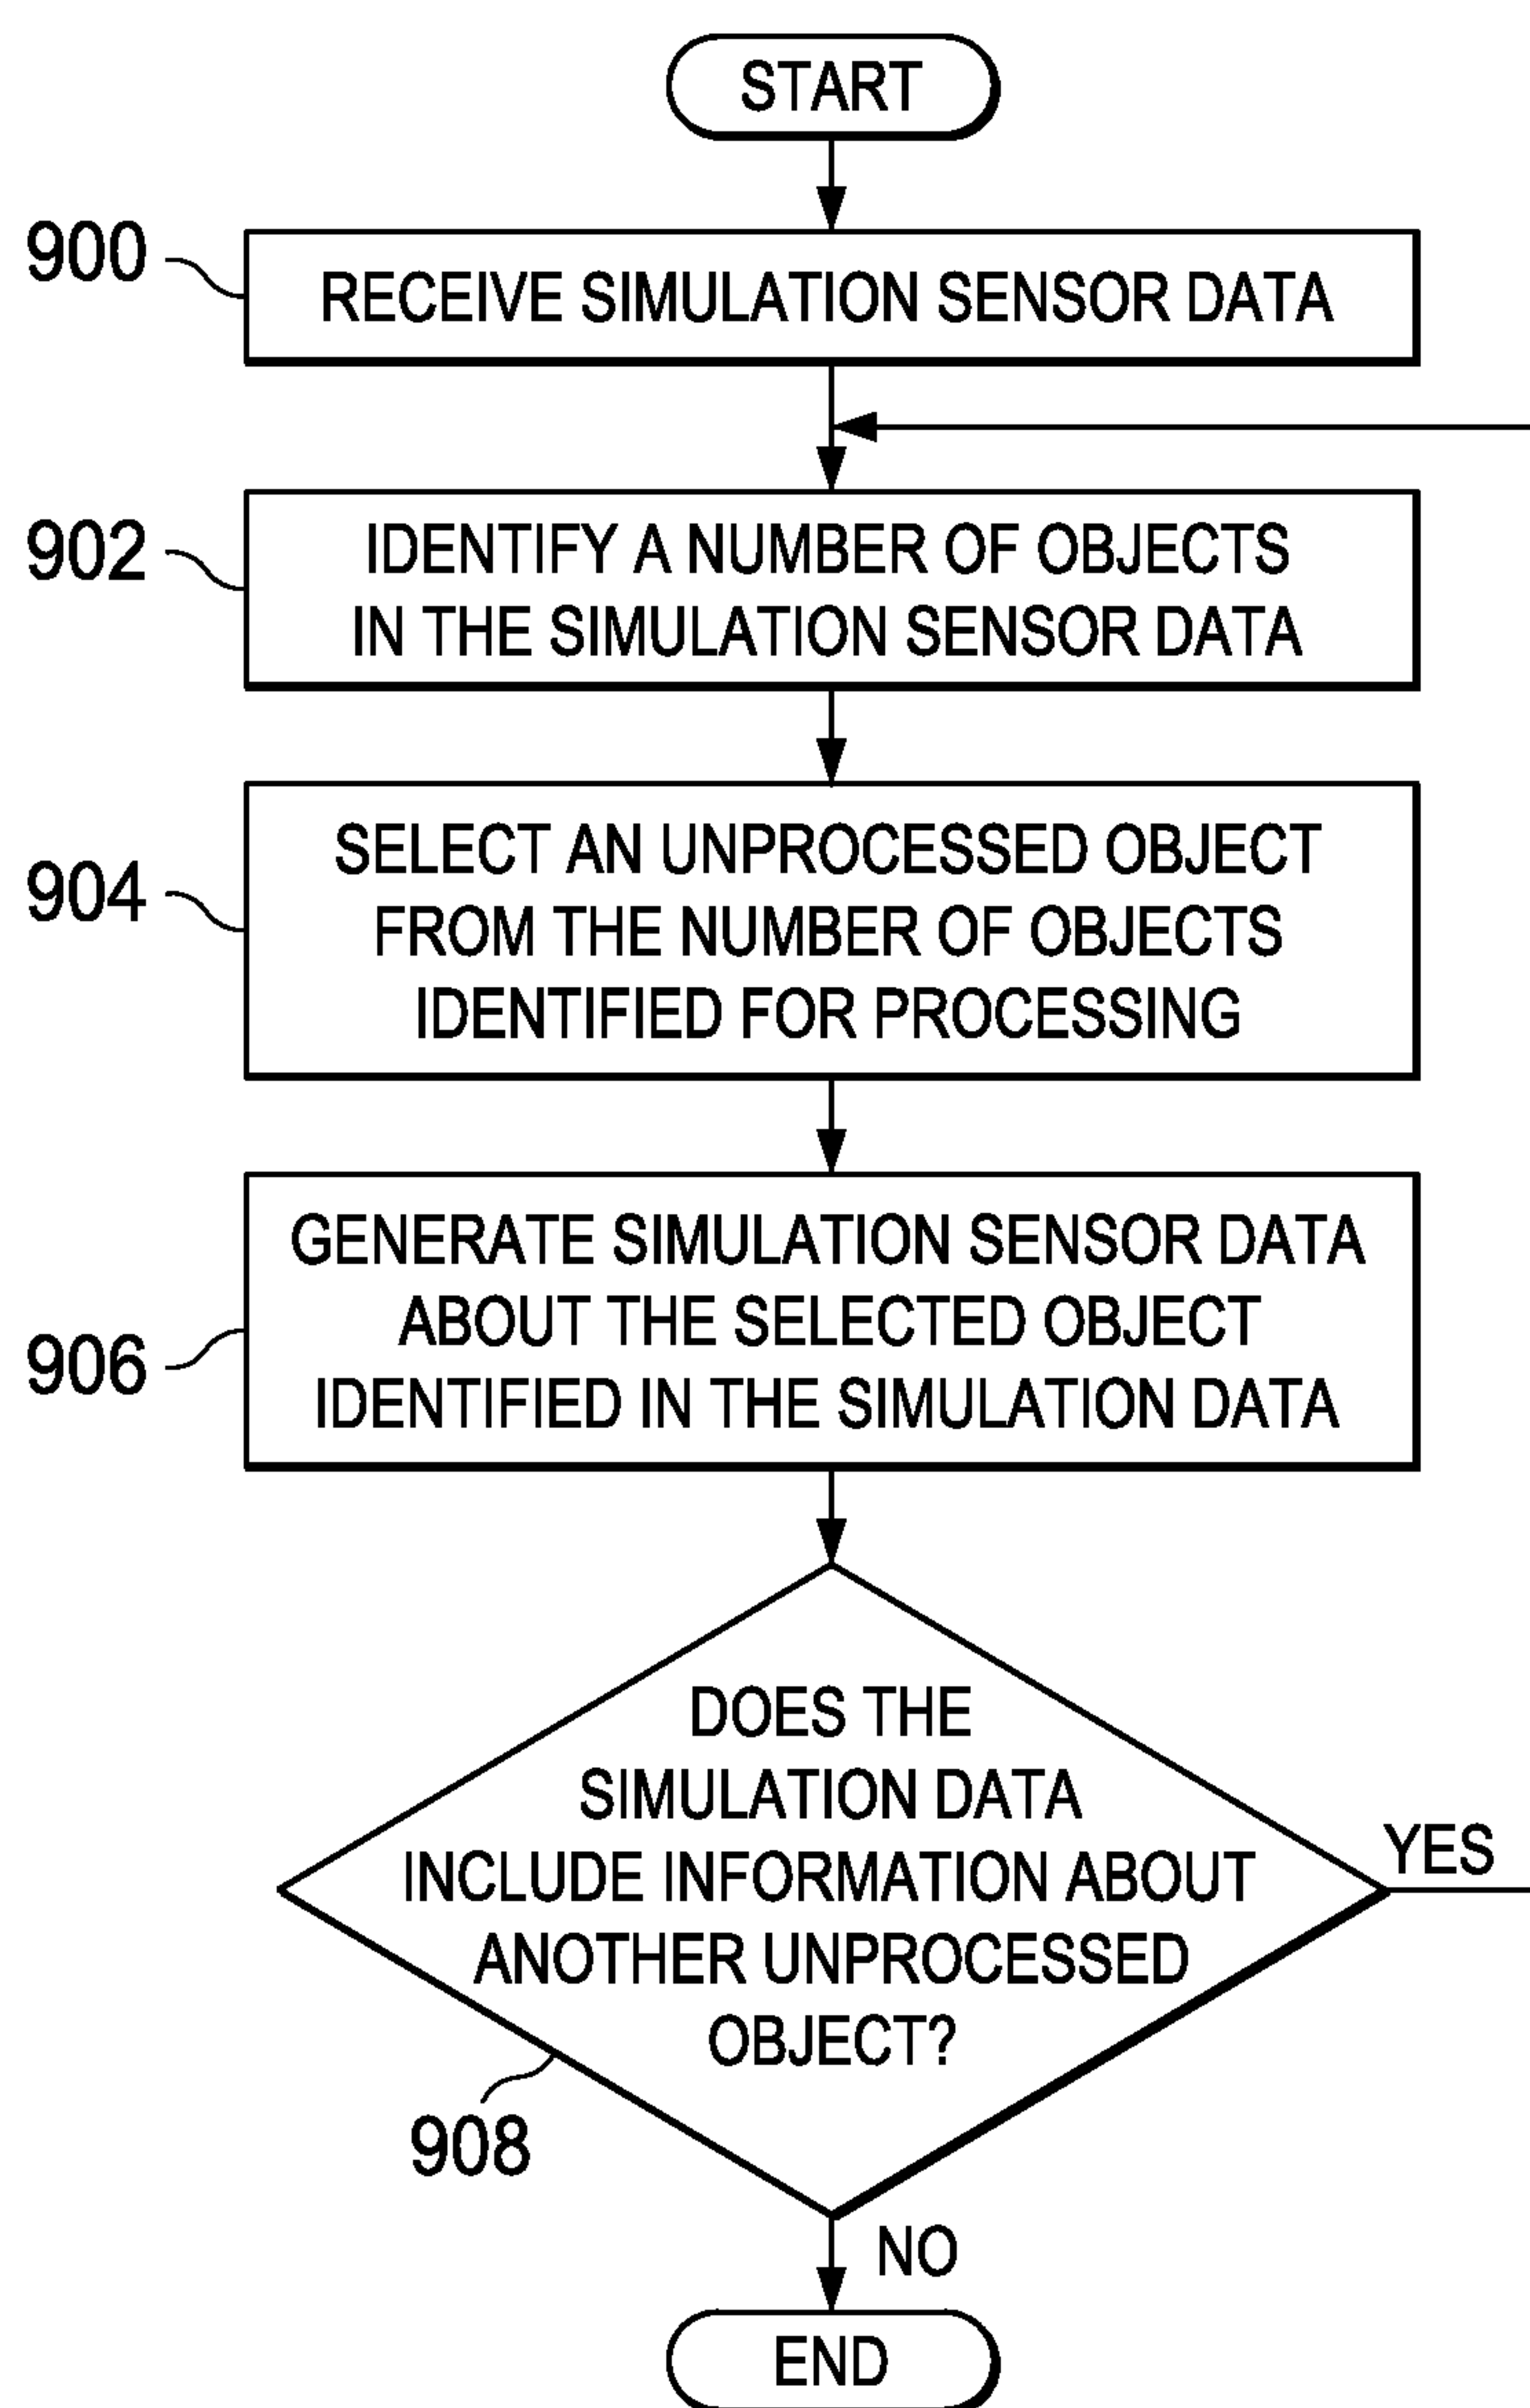 START
900
RECEIVE SIMULATION SENSOR DATA
902
IDENTIFY A NUMBER OF OBJECTS
IN THE SIMULATION SENSOR DATA
904
SELECT AN UNPROCESSED OBJECT
FROM THE NUMBER OF OBJECTS
IDENTIFIED FOR PROCESSING
906
GENERATE SIMULATION SENSOR DATA
ABOUT THE SELECTED OBJECT
IDENTIFIED IN THE SIMULATION DATA
DOES THE
SIMULATION DATA
INCLUDE INFORMATION ABOUT
ANOTHER UNPROCESSED
OBJECT?
YES
908
NO
END